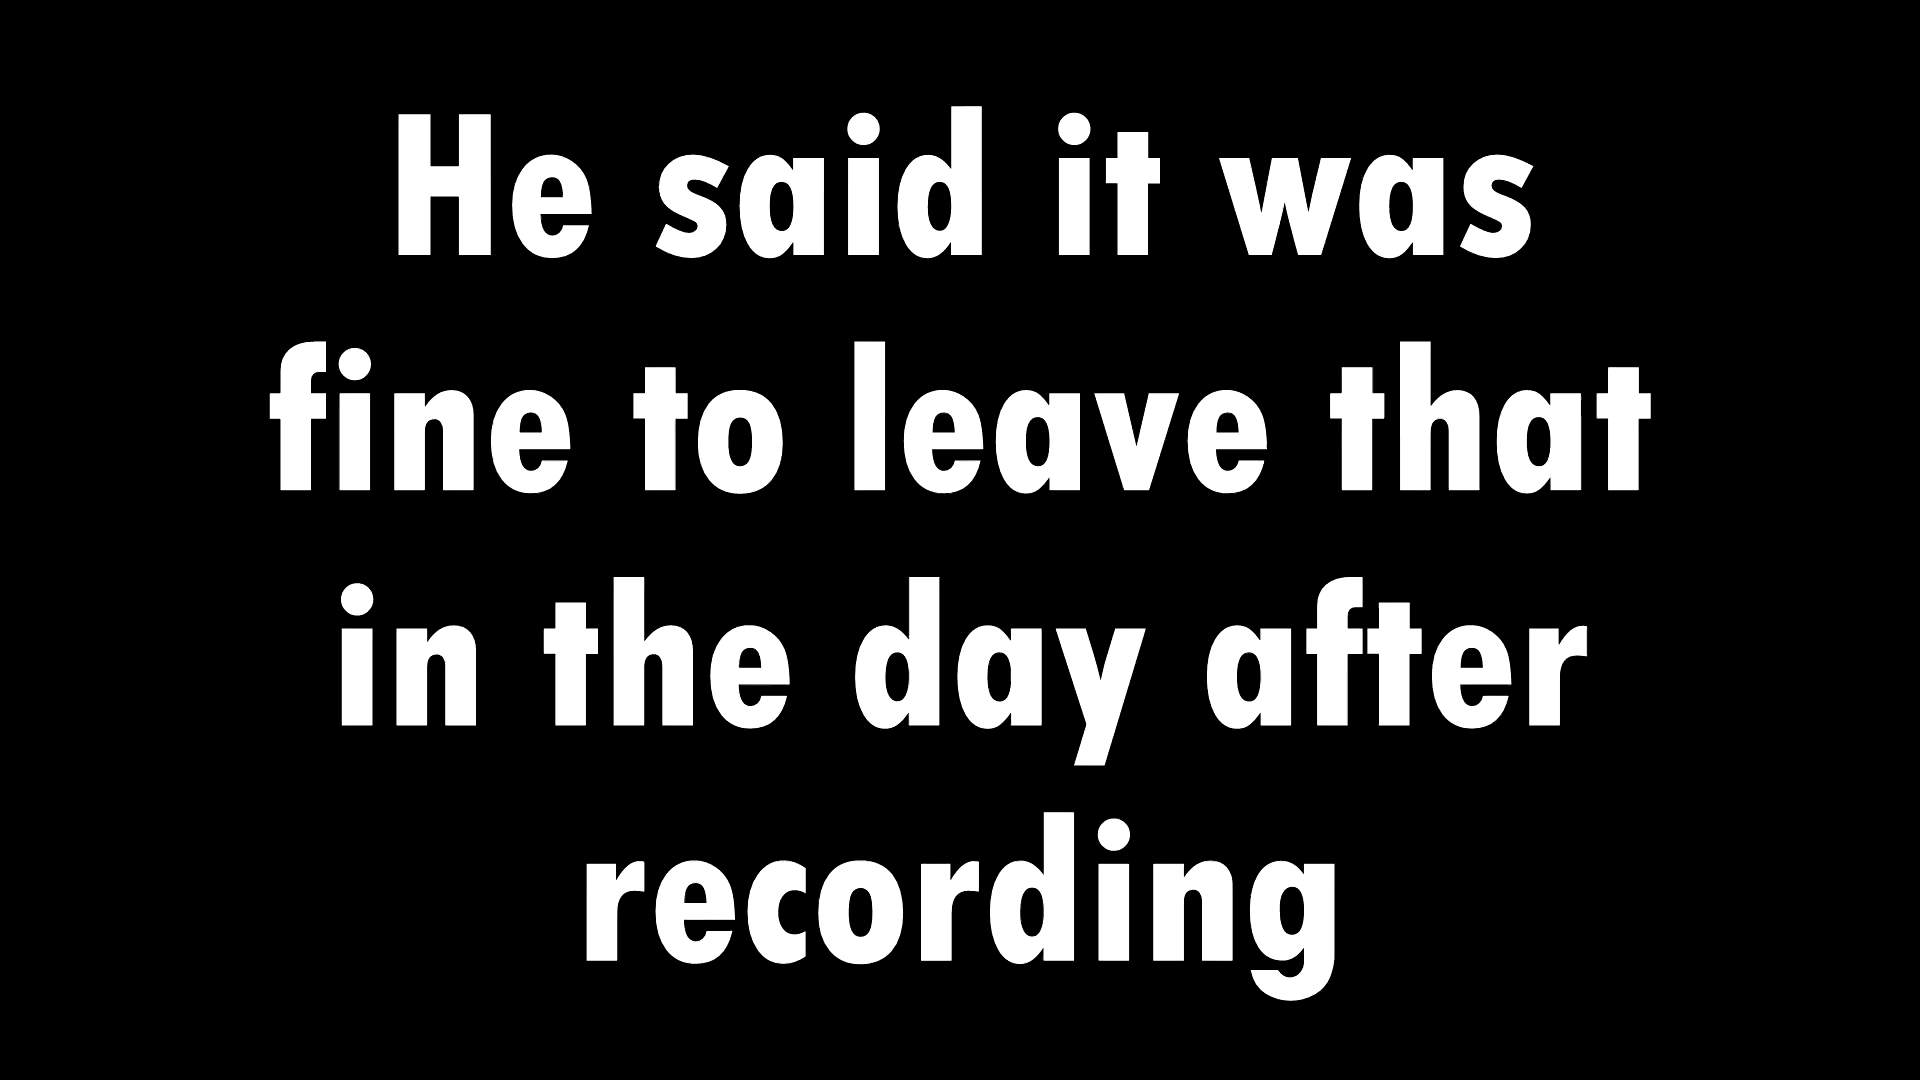 He said it was
fine to leave that
in the day after
recording